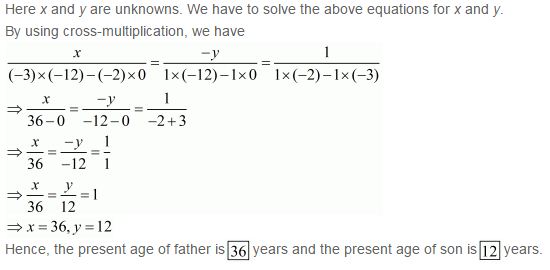 Here x and y are unknowns. We have to solve the above equations for x and y.
By using cross-multiplication, we have
x/((-3)×(-12)-(-2)×0) = -y/(1×(-12)-1×0) = 1/(1×(-2)-1×(-3))
⇒ x/(36-0) = -y/(-12-0) = 1/(-2+3)
⇒ x/36 = -y/-12 = 1/1
⇒ x/36 = y/12 = 1
⇒ x = 36, y = 12
Hence, the present age of father is 36 years and the present age of son is 12 years.